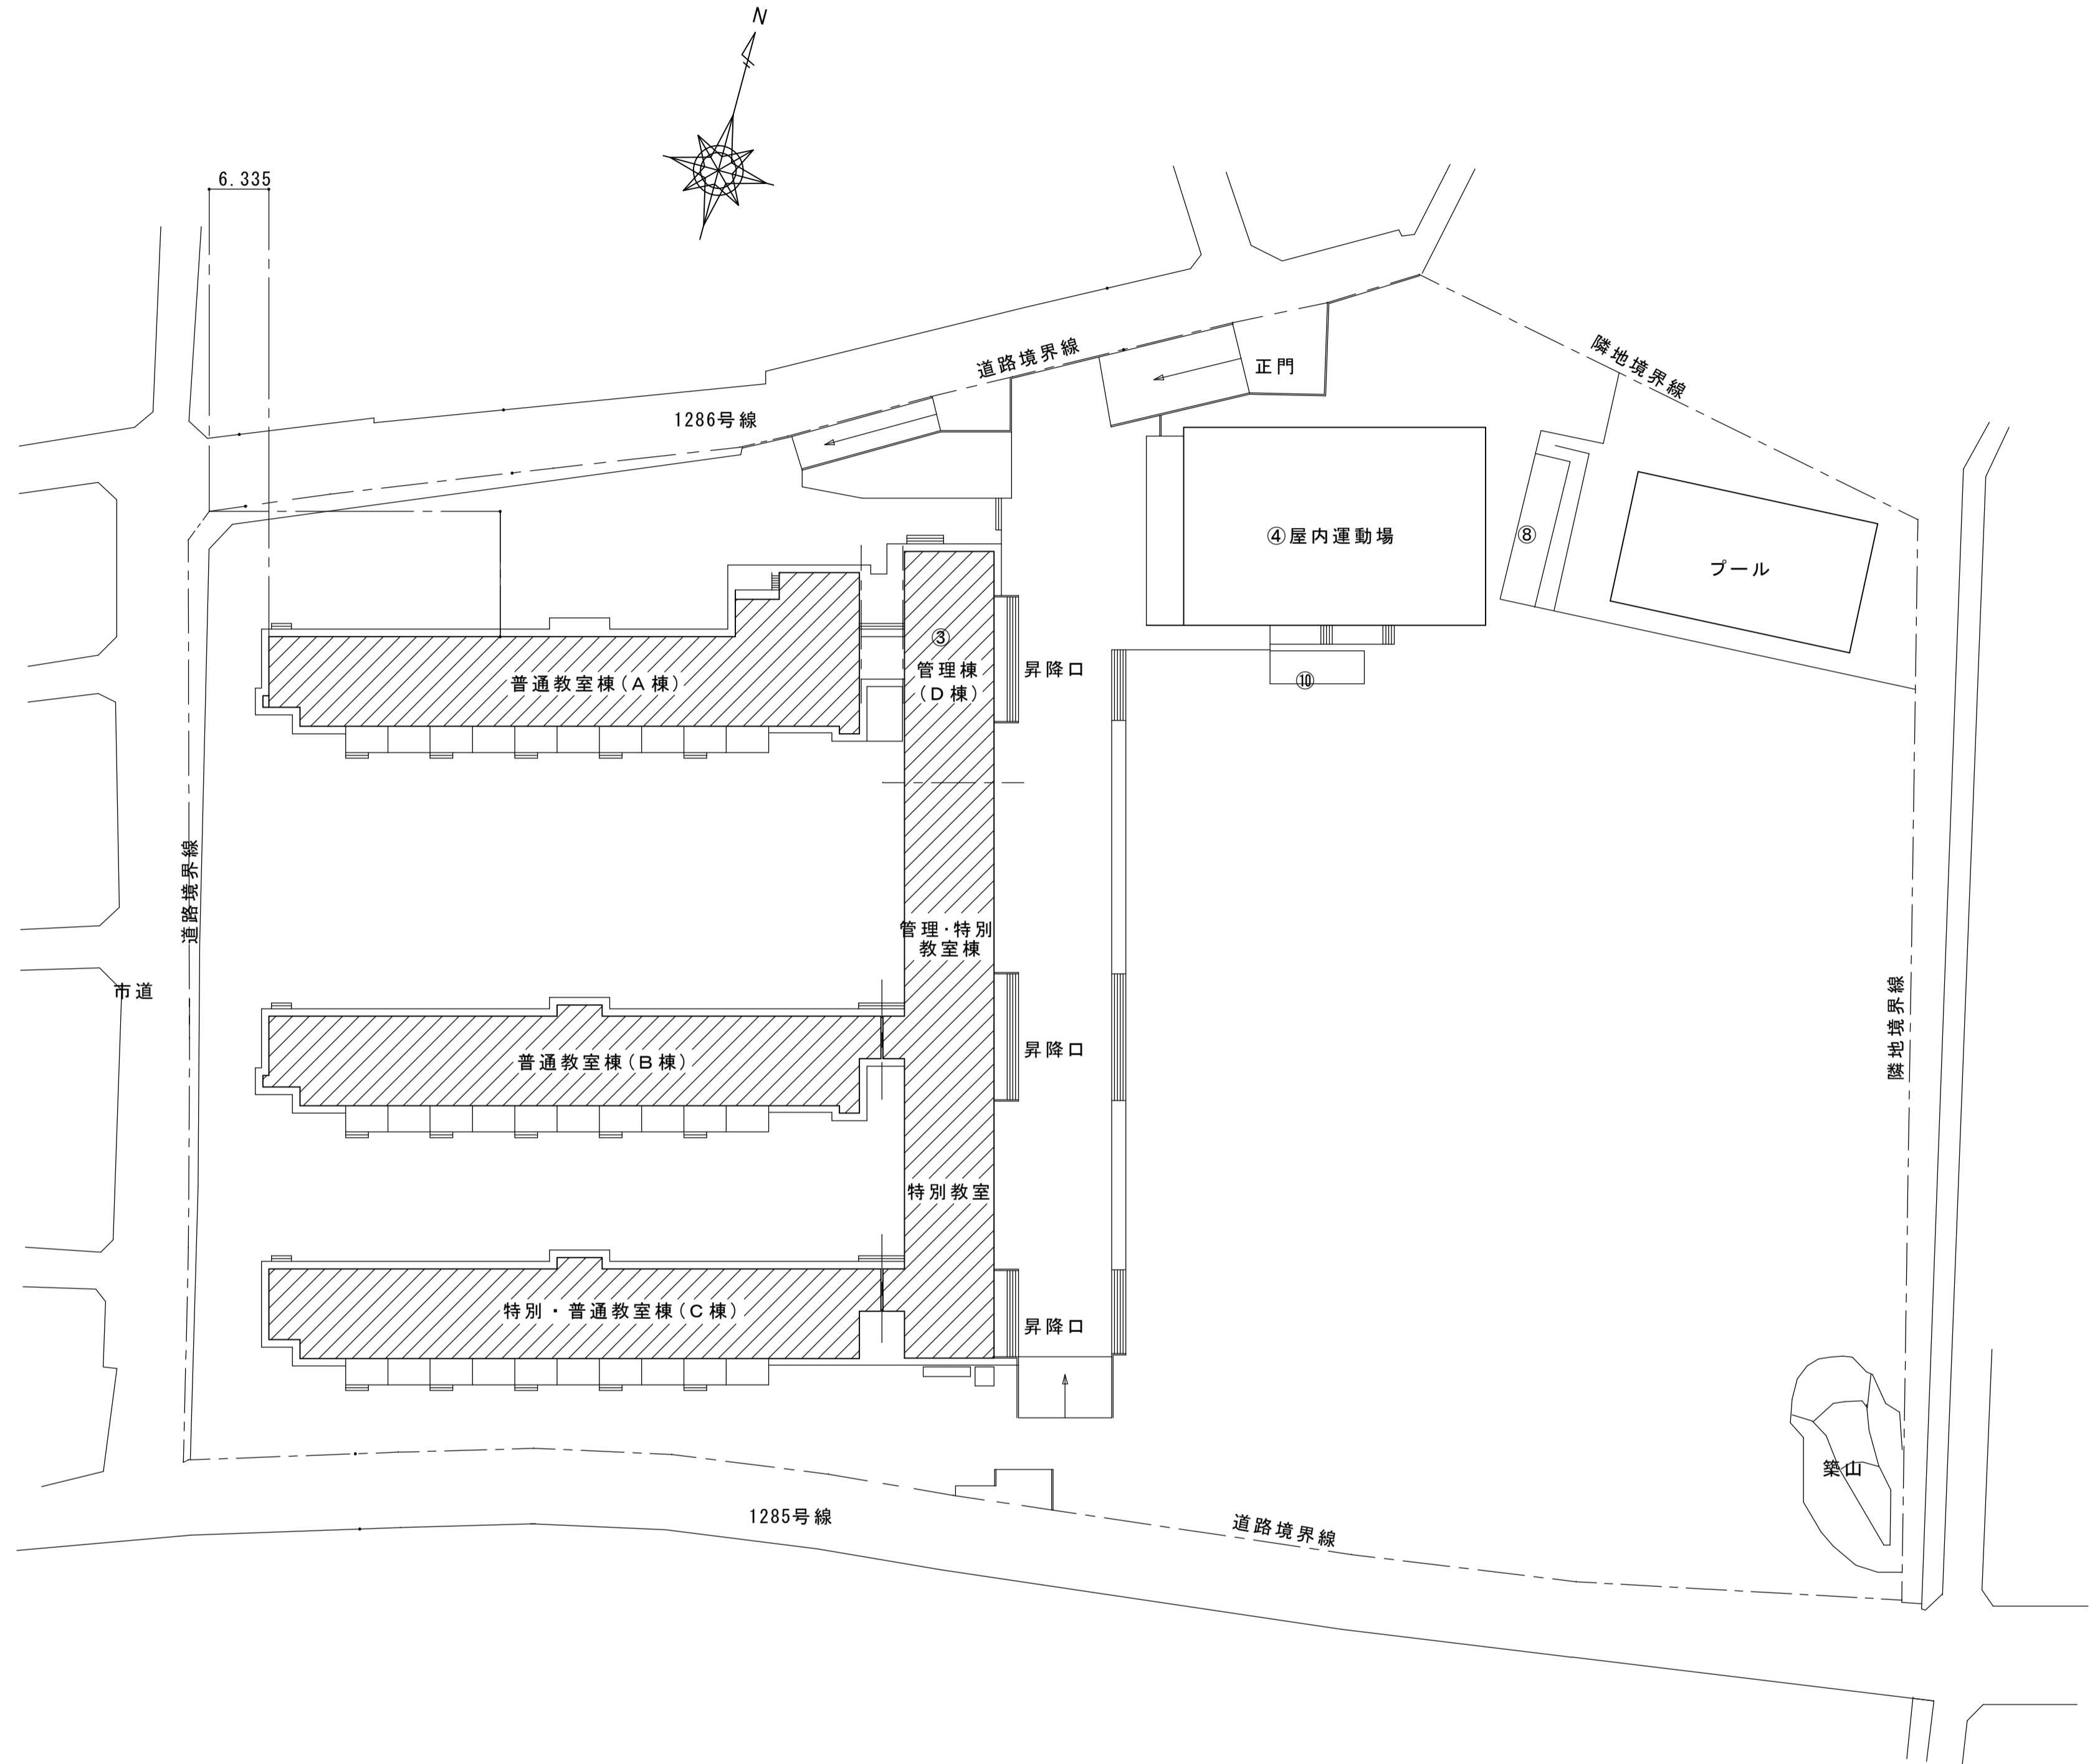 N
6.335
道路境界線
正門
隣地境界線
1286号線
④屋内運動場
⑧
プール
③
管理棟
(D棟)
昇降口
普通教室棟(A棟)
⑩
道路境界線
管理・特別
教室棟
市道
隣地境界線
昇降口
普通教室棟(B棟)
特別教室
特別・普通教室棟(C棟)
昇降口
築山
1285号線
道路境界線